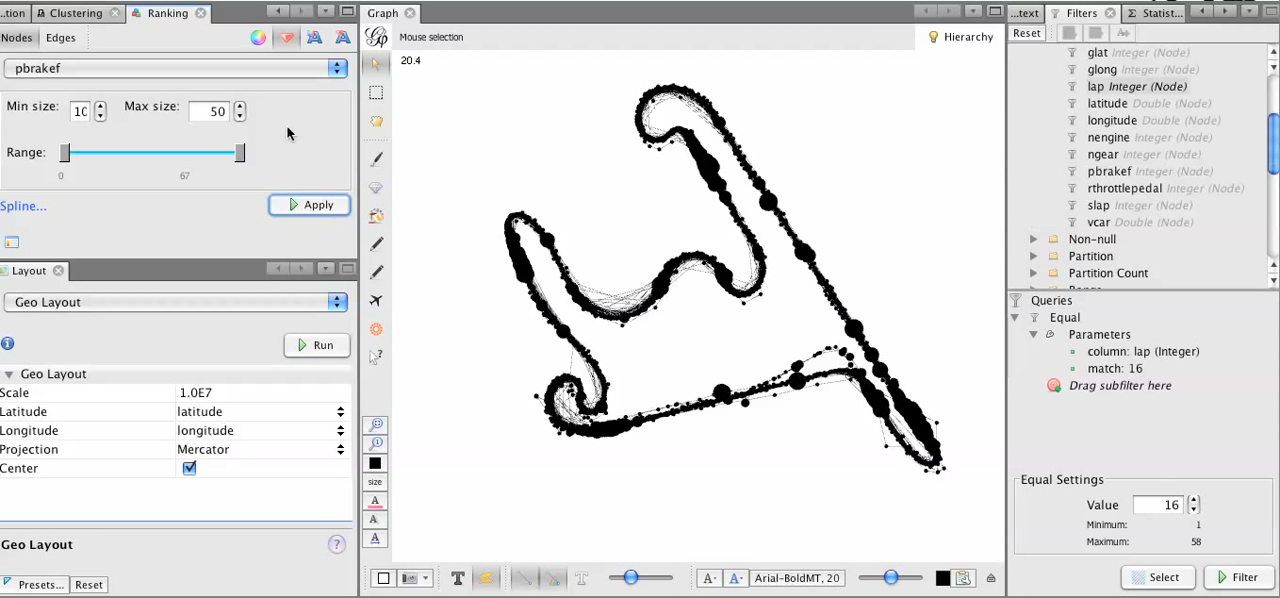 ...tion
Clustering
Ranking
Nodes
Edges
pbrakef
Min size:
10
Max size:
50
Range:
0
67
Spline...
Apply
Layout
Geo Layout
Run
Geo Layout
Scale
1.0E7
Latitude
latitude
Longitude
longitude
Projection
Mercator
Center
Geo Layout
?
Presets...
Reset
Graph
Mouse selection
Hierarchy
20.4
size
A
A
A
T
T
A-
A-
Arial-BoldMT, 20
...text
Filters
Statist...
Reset
glat Integer (Node)
glong Integer (Node)
lap Integer (Node)
latitude Double (Node)
longitude Double (Node)
nengine Integer (Node)
ngear Integer (Node)
pbrakef Integer (Node)
rthrottlepedal Integer (Node)
slap Integer (Node)
vcar Double (Node)
Non-null
Partition
Partition Count
Queries
Equal
Parameters
column: lap (Integer)
match: 16
Drag subfilter here
Equal Settings
Value
16
Minimum:
1
Maximum:
58
Select
Filter